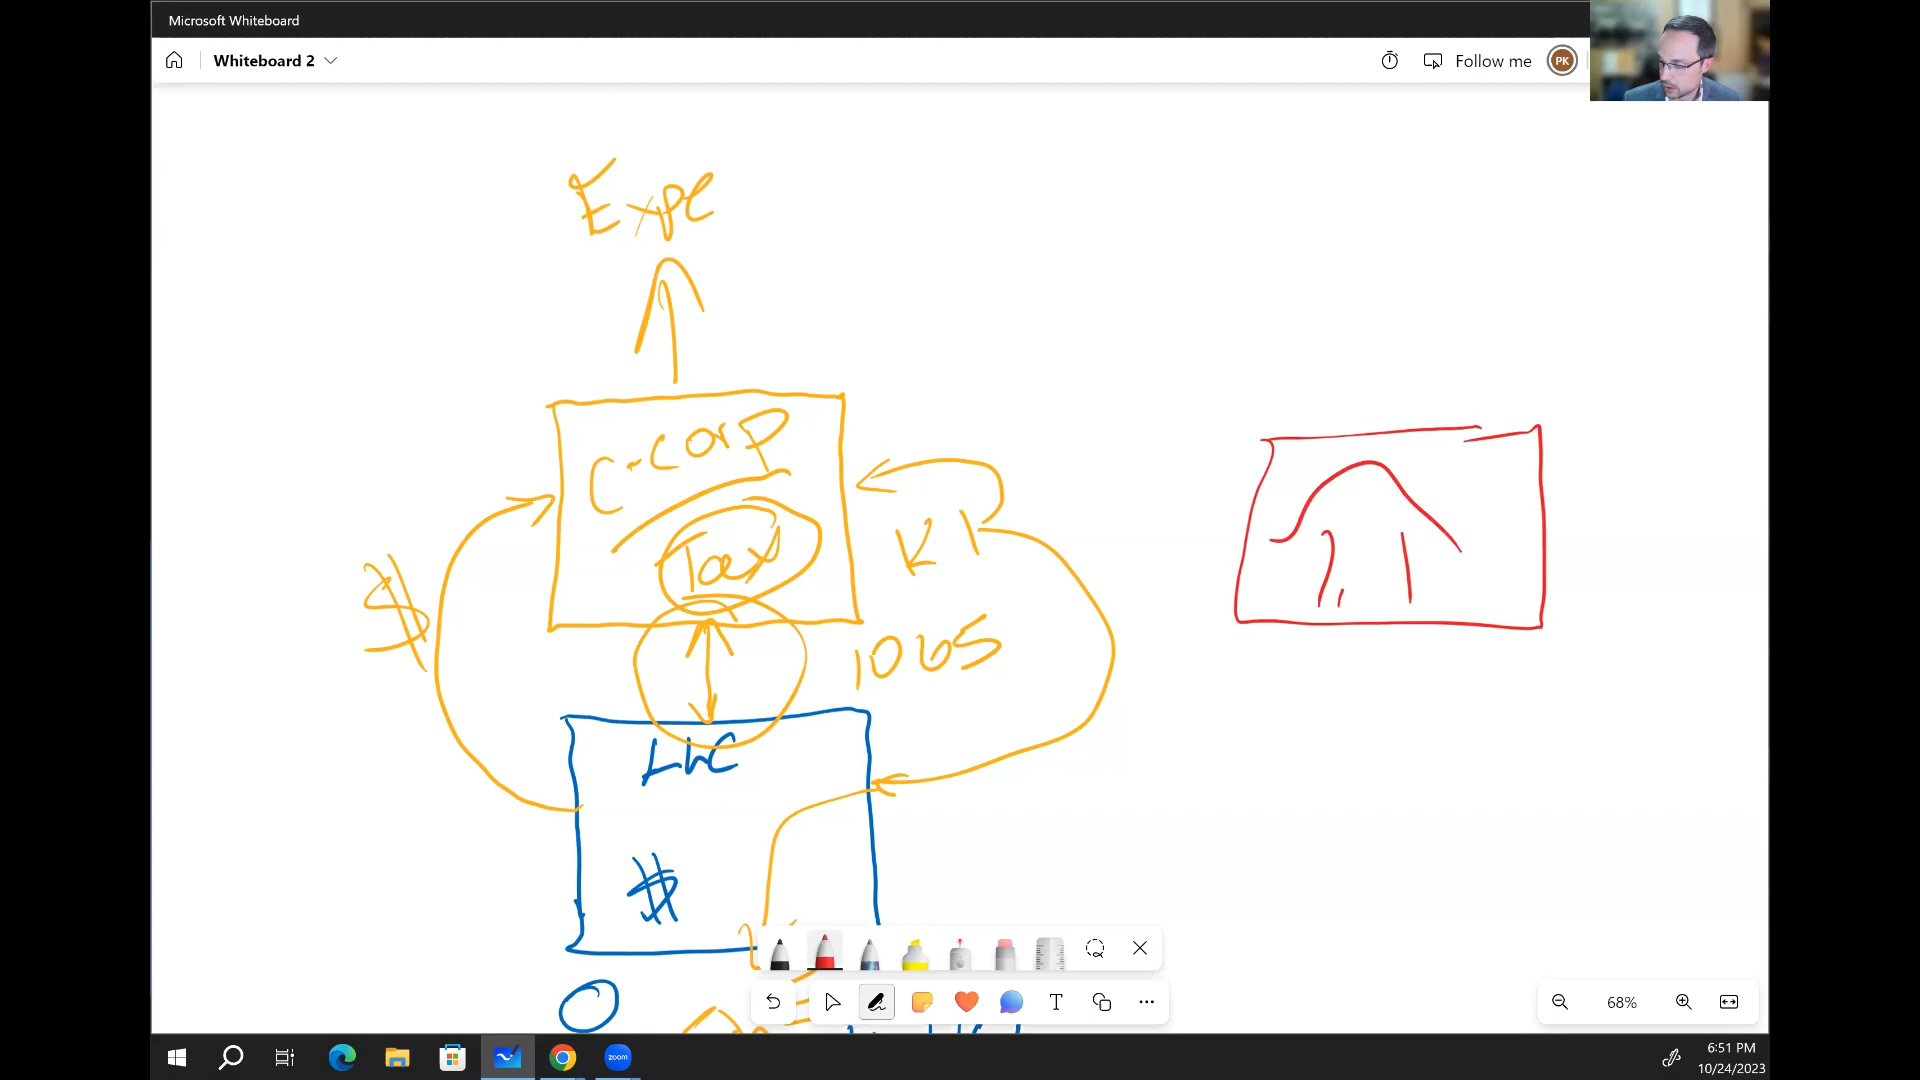 Microsoft Whiteboard
Whiteboard 2
Follow me
PK
Expe
C-corp
Tax
K1
$
1065
LLC
$
T
68%
zoom
6:51 PM
10/24/2023